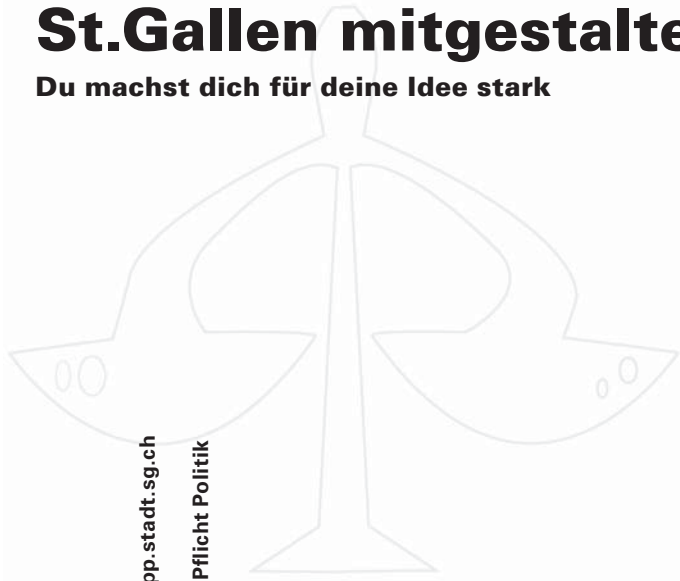 St.Gallen mitgestalte
Du machst dich für deine Idee stark
pp.stadt.sg.ch
Pflicht Politik